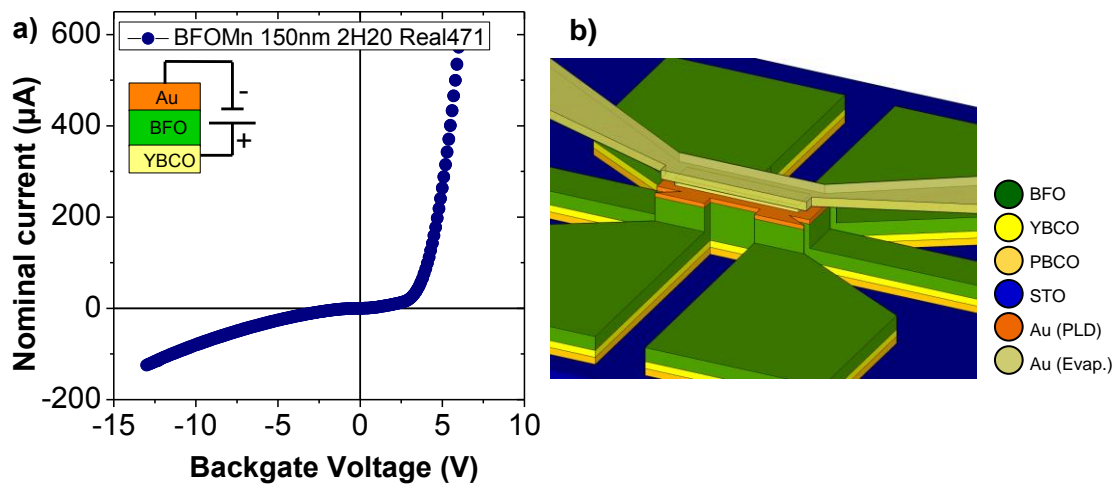 a)
600
400
200
0
-200
-15
-10
-5
0
5
10
Nominal current (µA)
Backgate Voltage (V)
BFOMn 150nm 2H20 Real471
Au
BFO
YBCO
-
+
b)
BFO
YBCO
PBCO
STO
Au (PLD)
Au (Evap.)